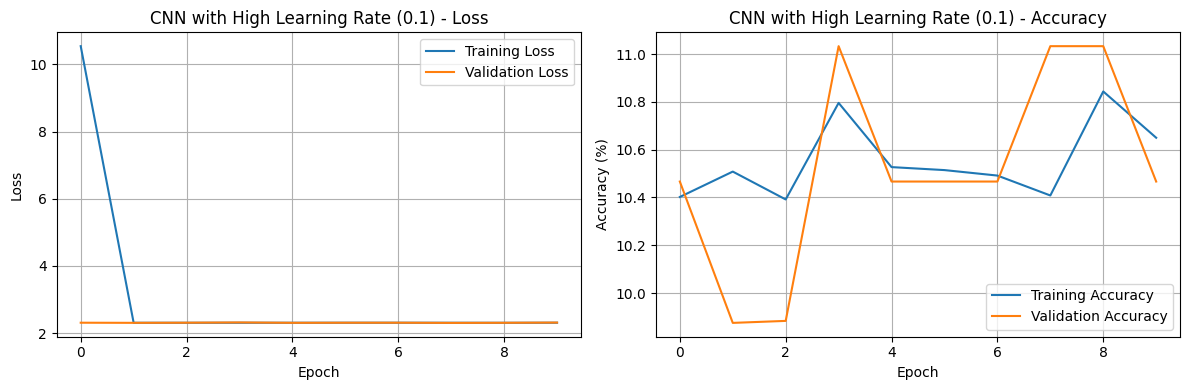 CNN with High Learning Rate (0.1) - Loss
Training Loss
Validation Loss
10
8
6
4
2
Loss
0
2
4
6
8
Epoch
CNN with High Learning Rate (0.1) - Accuracy
11.0
10.8
10.6
10.4
10.2
10.0
Accuracy (%)
Training Accuracy
Validation Accuracy
0
2
4
6
8
Epoch